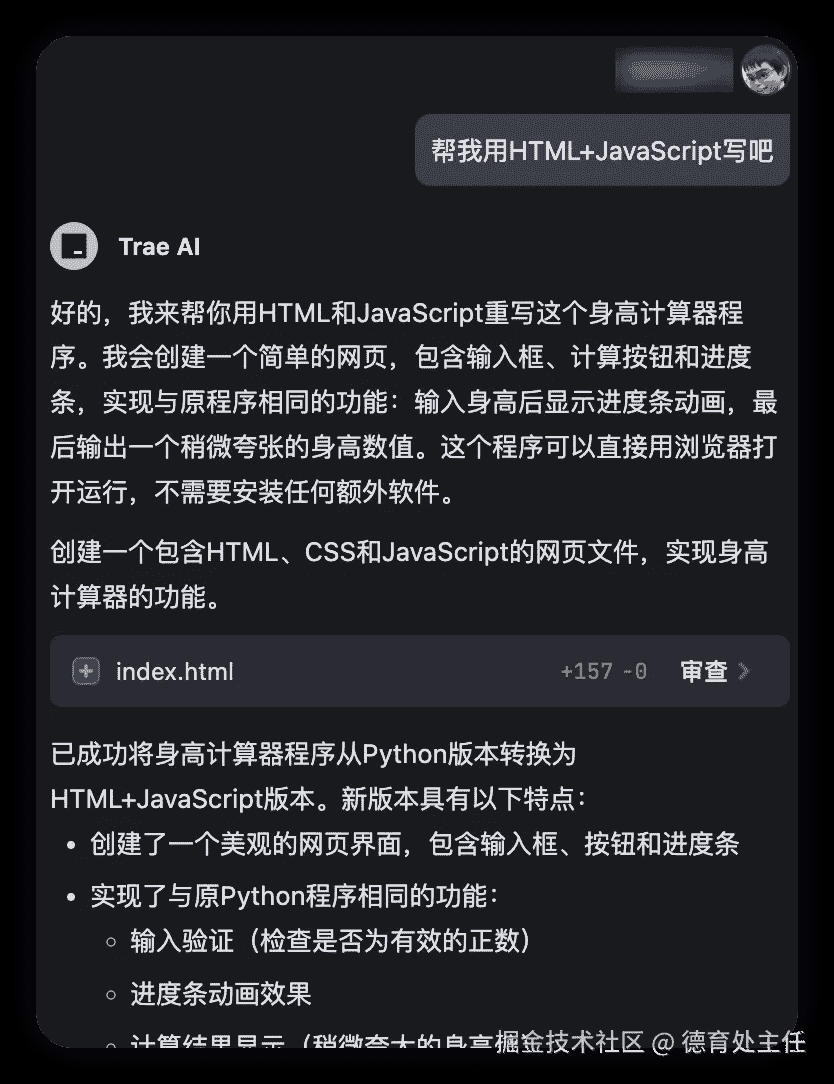 帮我用HTML+JavaScript写吧
Trae AI
好的，我来帮你用HTML和JavaScript重写这个身高计算器程
序。我会创建一个简单的网页，包含输入框、计算按钮和进度
条，实现与原程序相同的功能：输入身高后显示进度条动画，最
后输出一个稍微夸张的身高数值。这个程序可以直接用浏览器打
开运行，不需要安装任何额外软件。
创建一个包含HTML、CSS和JavaScript的网页文件，实现身高
计算器的功能。
index.html +157 -0 审查
已成功将身高计算器程序从Python版本转换为
HTML+JavaScript版本。新版本具有以下特点：
• 创建了一个美观的网页界面，包含输入框、按钮和进度条
• 实现了与原Python程序相同的功能：
◦ 输入验证（检查是否为有效的正数）
◦ 进度条动画效果
◦ 计算结果显示（稍微夸大的身高
掘金技术社区 @ 德育处主任